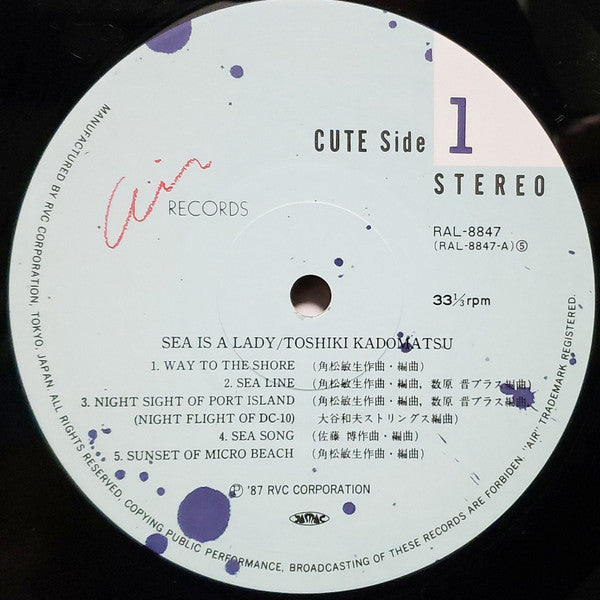 CUTE Side 1
STEREO
Air RECORDS
RAL-8847
(RAL-8847-A)⑤
33⅓rpm
SEA IS A LADY/TOSHIKI KADOMATSU
1. WAY TO THE SHORE (角松敏生作曲・編曲)
2. SEA LINE (角松敏生作曲・編曲, 数原 晋ブラス編曲)
3. NIGHT SIGHT OF PORT ISLAND (角松敏生作曲・編曲, 数原 晋ブラス編曲,
(NIGHT FLIGHT OF DC-10) 大谷和夫ストリングス編曲)
4. SEA SONG (佐藤 博作曲・編曲)
5. SUNSET OF MICRO BEACH (角松敏生作曲・編曲)
Ⓟ '87 RVC CORPORATION
MANUFACTURED BY RVC CORPORATION, TOKYO, JAPAN. ALL RIGHTS RESERVED, COPYING PUBLIC PERFORMANCE, BROADCASTING OF THESE RECORDS ARE FORBIDDEN. "AIR" TRADEMARK REGISTERED.